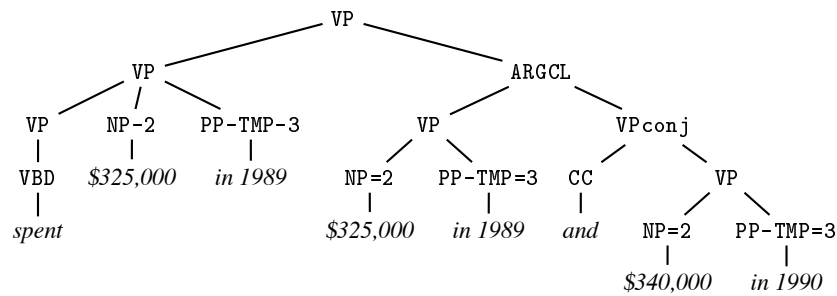 VP
VP ARGCL
VP NP-2 PP-TMP-3 VP VPconj
VBD $325,000 in 1989 NP=2 PP-TMP=3 CC VP
spent $325,000 in 1989 and NP=2 PP-TMP=3
$340,000 in 1990